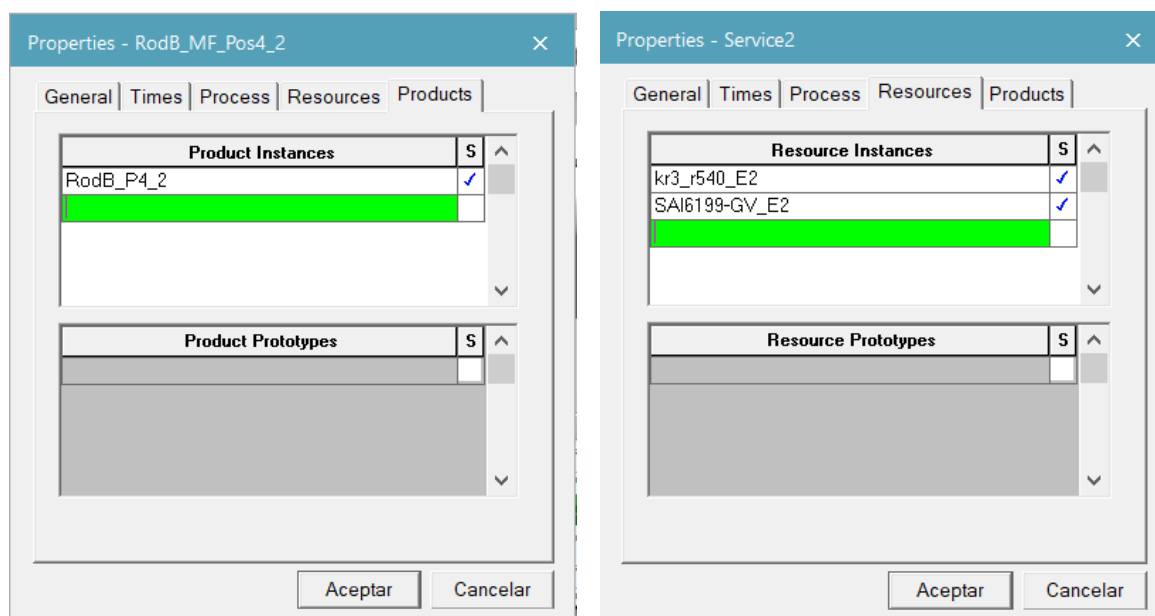 Properties - RodB_MF_Pos4_2
General Times Process Resources Products
Product Instances S
RodB_P4_2
Product Prototypes S
Aceptar Cancelar
Properties - Service2
General Times Process Resources Products
Resource Instances S
kr3_r540_E2
SAI6199-GV_E2
Resource Prototypes S
Aceptar Cancelar